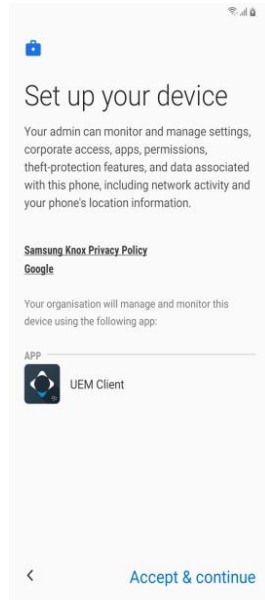 Set up your device
Your admin can monitor and manage settings,
corporate access, apps, permissions,
theft-protection features, and data associated
with this phone, including network activity and
your phone's location information.
Samsung Knox Privacy Policy
Google
Your organisation will manage and monitor this
device using the following app:
APP
UEM Client
Accept & continue